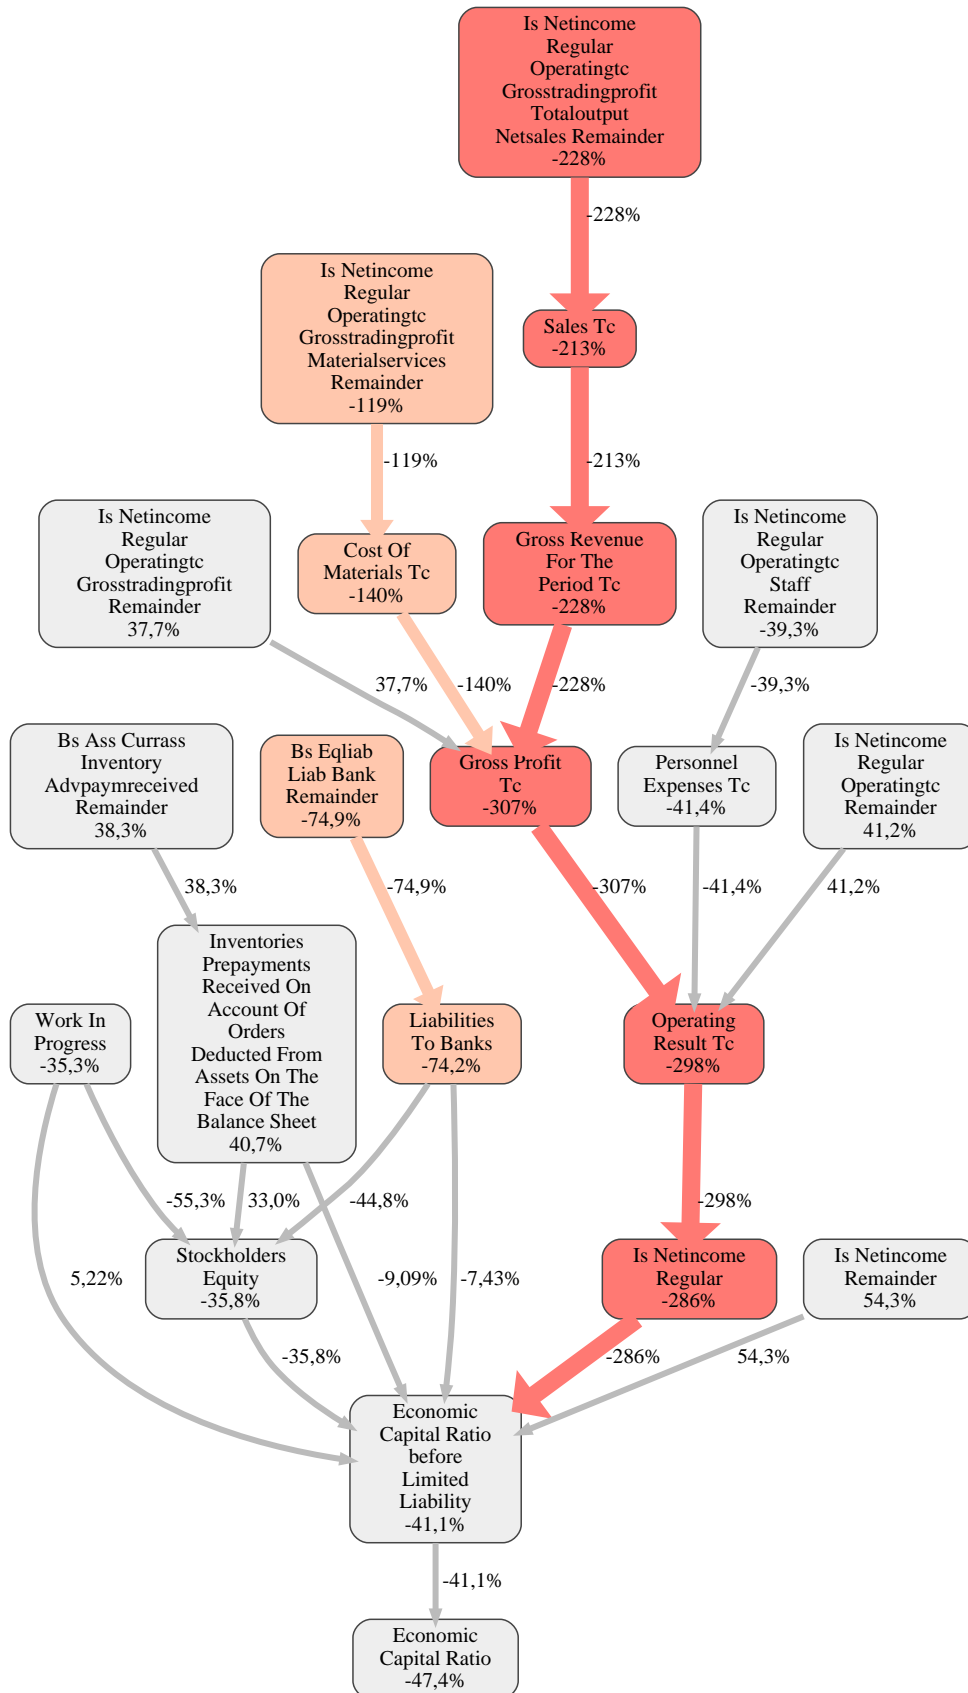 Is Netincome
Regular
Operatingtc
Grosstradingprofit
Totaloutput
Netsales Remainder
-228%
-228%
Is Netincome
Regular
Operatingtc
Grosstradingprofit
Materialservices
Remainder
-119%
Sales Tc
-213%
-119%
-213%
Is Netincome
Regular
Operatingtc
Grosstradingprofit
Remainder
37,7%
Cost Of
Materials Tc
-140%
Gross Revenue
For The
Period Tc
-228%
Is Netincome
Regular
Operatingtc
Staff
Remainder
-39,3%
37,7%
-140%
-228%
-39,3%
Bs Ass Currass
Inventory
Advpaymreceived
Remainder
38,3%
Bs Eqliab
Liab Bank
Remainder
-74,9%
Gross Profit
Tc
-307%
Personnel
Expenses Tc
-41,4%
Is Netincome
Regular
Operatingtc
Remainder
41,2%
38,3%
-74,9%
-307%
-41,4%
41,2%
Work In
Progress
-35,3%
Inventories
Prepayments
Received On
Account Of
Orders
Deducted From
Assets On The
Face Of The
Balance Sheet
40,7%
Liabilities
To Banks
-74,2%
Operating
Result Tc
-298%
-55,3%
33,0%
-44,8%
-298%
5,22%
Stockholders
Equity
-35,8%
-9,09%
-7,43%
Is Netincome
Regular
-286%
Is Netincome
Remainder
54,3%
-35,8%
-286%
54,3%
Economic
Capital Ratio
before
Limited
Liability
-41,1%
-41,1%
Economic
Capital Ratio
-47,4%